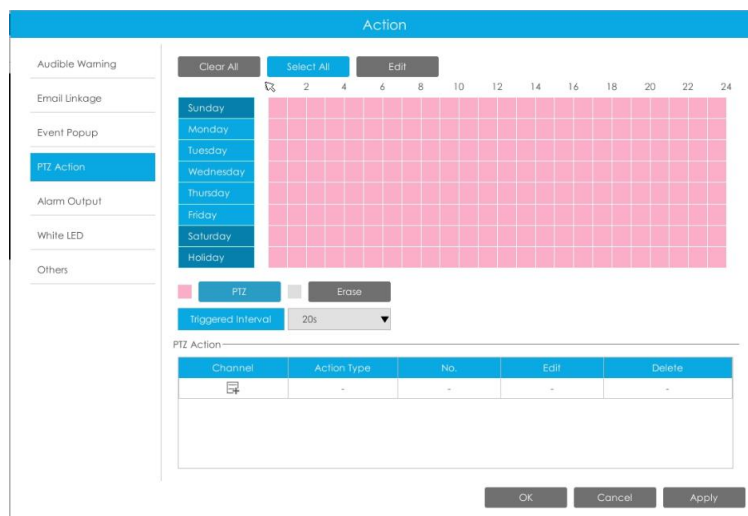 Action
Audible Warning
Email Linkage
Event Popup
PTZ Action
Alarm Output
White LED
Others
Clear All Select All Edit
2 4 6 8 10 12 14 16 18 20 22 24
Sunday
Monday
Tuesday
Wednesday
Thursday
Friday
Saturday
Holiday
PTZ Erase
Triggered Interval 20s
PTZ Action
Channel Action Type No. Edit Delete
- - - -
OK Cancel Apply